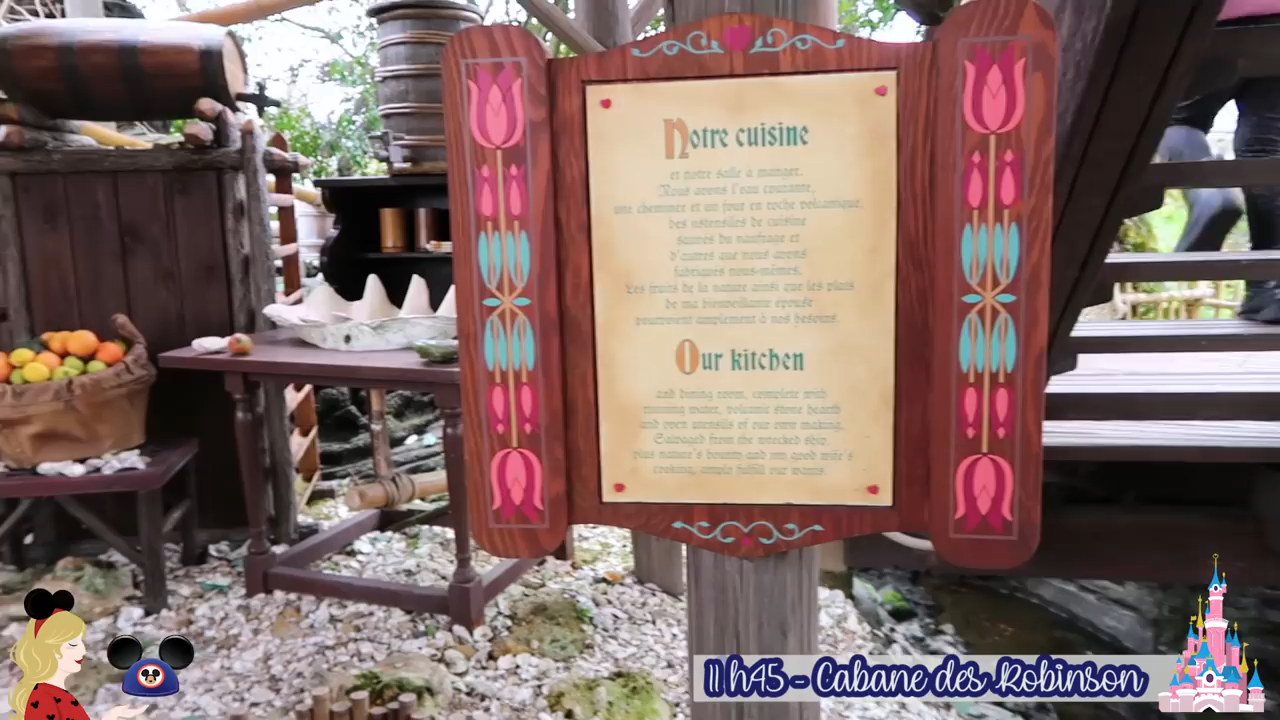 Notre cuisine
et notre salle à manger.
Nous avons l'eau courante,
une cheminée et un four en roche volcanique,
des ustensiles de cuisine
sauvés du naufrage et
d'autres que nous avons
fabriqués nous-mêmes.
Les fruits de la nature ainsi que les plats
de ma bienveillante épouse
pourvoient amplement à nos besoins.
Our kitchen
and dining room, complete with
running water, volcanic stone hearth
and oven utensils of our own making.
Salvaged from the wrecked ship,
plus nature's bounty and my good wife's
cooking, amply fulfill our wants.
11h45 - Cabane des Robinson